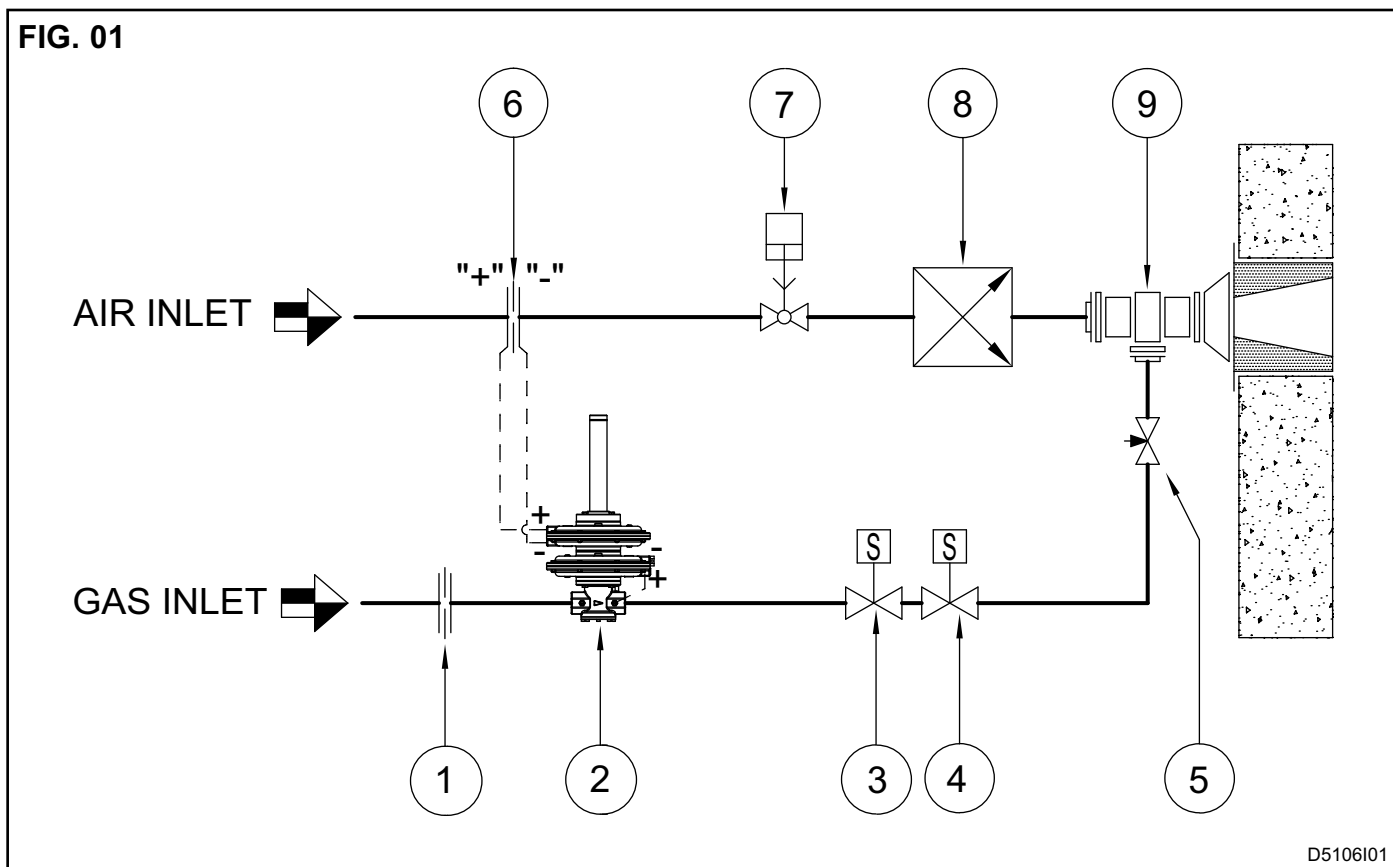 FIG. 01
6
7
8
9
"+" "-"
AIR INLET
+
-
-
+
GAS INLET
S
S
1
2
3
4
5
D5106I01